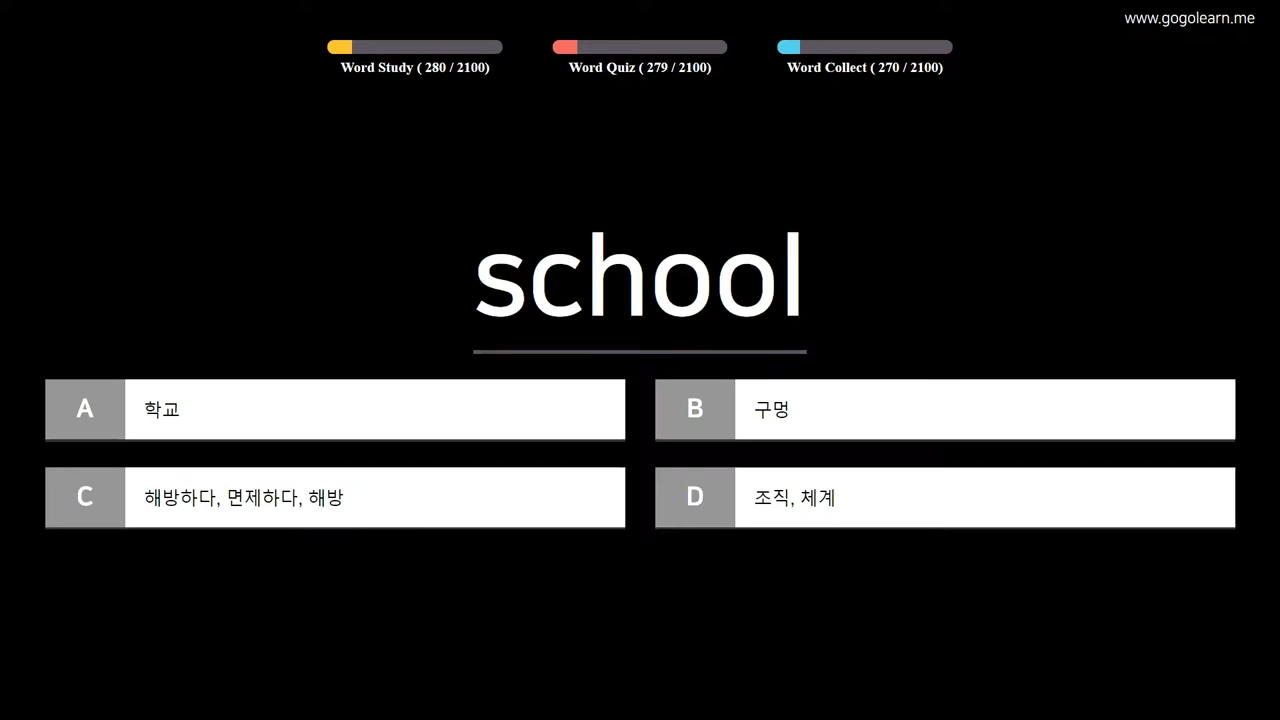 www.gogolearn.me
Word Study ( 280 / 2100)
Word Quiz ( 279 / 2100)
Word Collect ( 270 / 2100)
school
A 학교
B 구멍
C 해방하다, 면제하다, 해방
D 조직, 체계